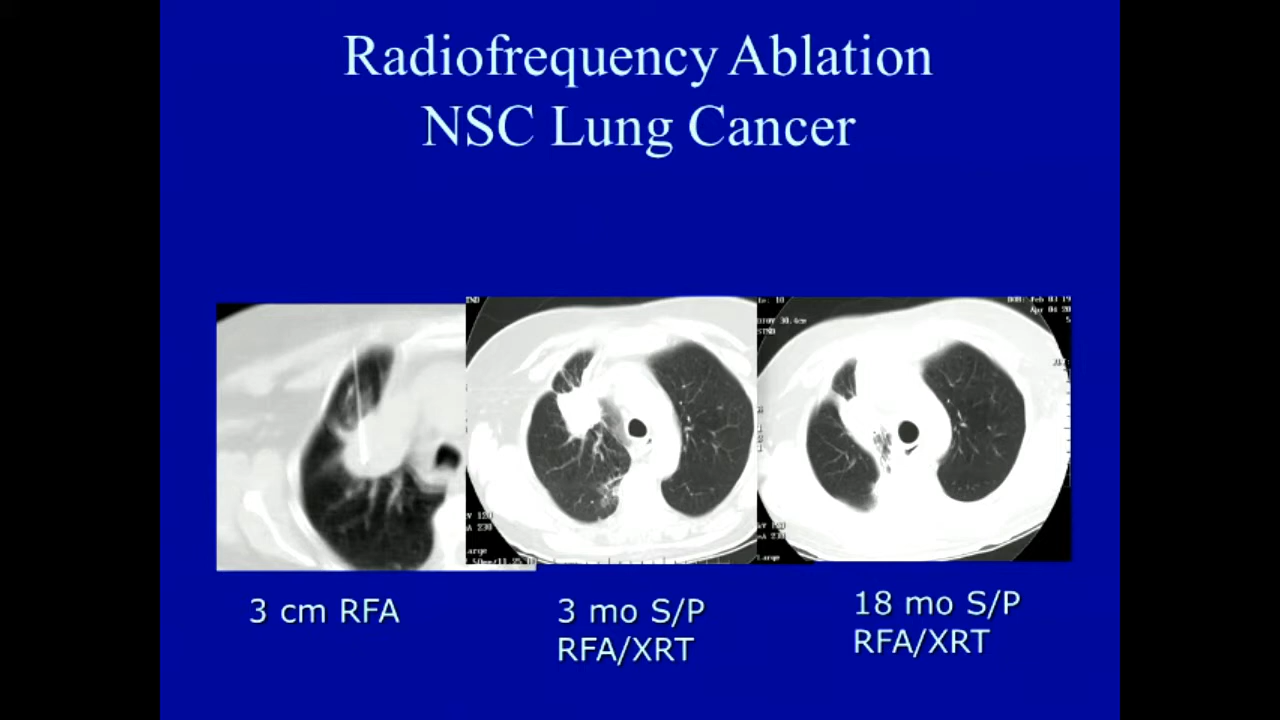 Radiofrequency Ablation
NSC Lung Cancer
3 cm RFA
3 mo S/P
RFA/XRT
18 mo S/P
RFA/XRT